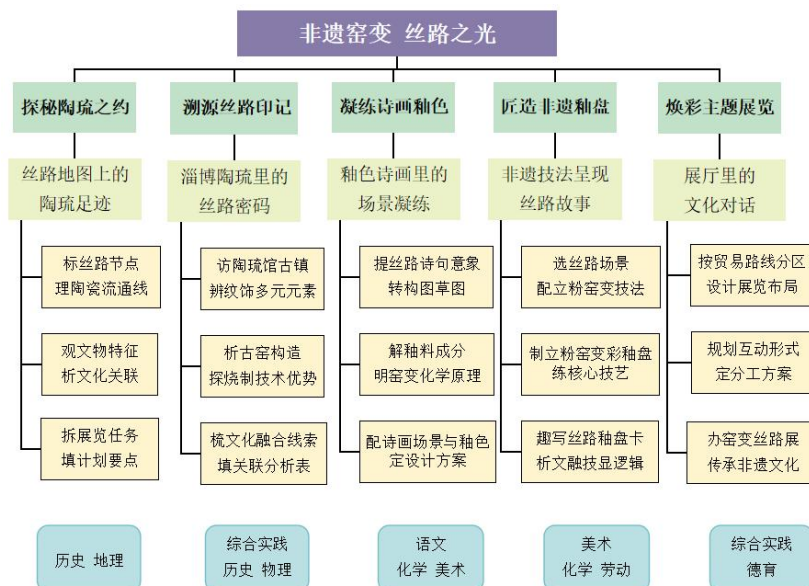 非遗窑变 丝路之光
探秘陶琉之约
溯源丝路印记
凝练诗画釉色
匠造非遗釉盘
焕彩主题展览
丝路地图上的
陶琉足迹
淄博陶琉里的
丝路密码
釉色诗画里的
场景凝练
非遗技法呈现
丝路故事
展厅里的
文化对话
标丝路节点
理陶瓷流通线
访陶琉馆古镇
辨纹饰多元元素
提丝路诗句意象
转构图草图
选丝路场景
配立粉窑变技法
按贸易路线分区
设计展览布局
观文物特征
析文化关联
析古窑构造
探烧制技术优势
解釉料成分
明窑变化学原理
制立粉窑变彩釉盘
练核心技艺
规划互动形式
定分工方案
拆展览任务
填计划要点
梳文化融合线索
填关联分析表
配诗画场景与釉色
定设计方案
趣写丝路釉盘卡
析文融技显逻辑
办窑变丝路展
传承非遗文化
历史 地理
综合实践
历史 物理
语文
化学 美术
美术
化学 劳动
综合实践
德育